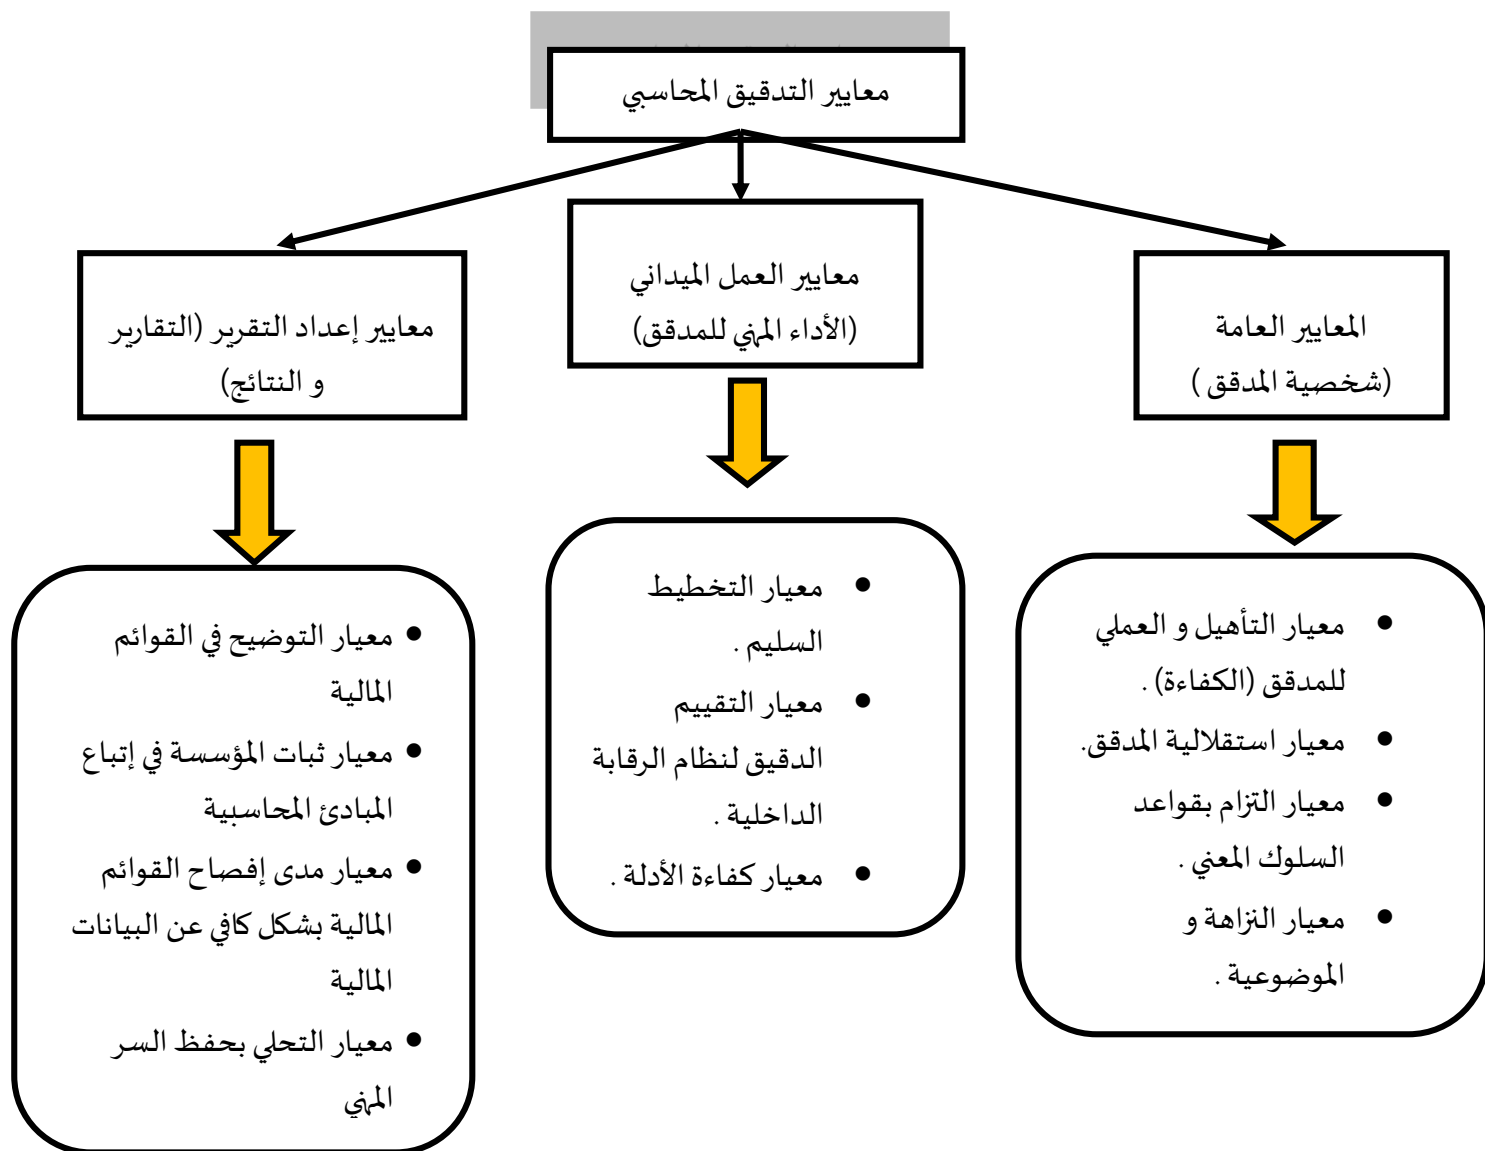 معايير التدقيق المحاسبي
المعايير العامة
(شخصية المدقق )
معايير العمل الميداني
(الأداء المهني للمدقق)
معايير إعداد التقرير (التقارير
و النتائج)
● معيار التأهيل و العملي
للمدقق (الكفاءة) .
● معيار استقلالية المدقق.
● معيار التزام بقواعد
السلوك المعني .
● معيار النزاهة و
الموضوعية .
● معيار التخطيط
السليم .
● معيار التقييم
الدقيق لنظام الرقابة
الداخلية .
● معيار كفاءة الأدلة .
● معيار التوضيح في القوائم
المالية
● معيار ثبات المؤسسة في إتباع
المبادئ المحاسبية
● معيار مدى إفصاح القوائم
المالية بشكل كافي عن البيانات
المالية
● معيار التحلي بحفظ السر
المهني